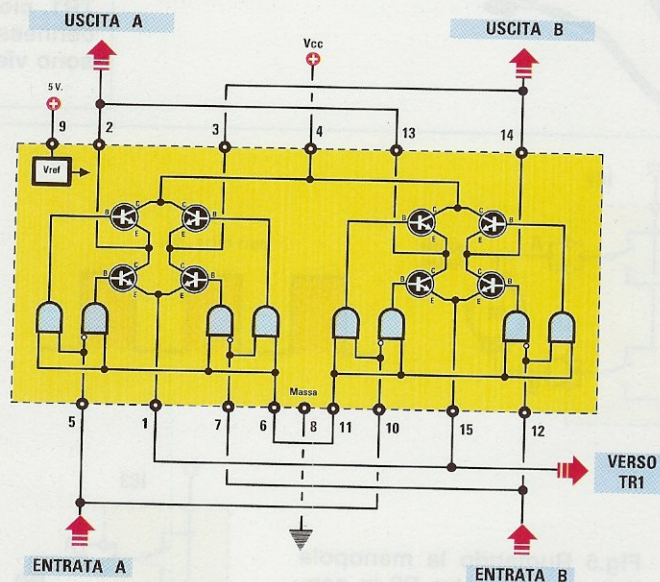 USCITA A
USCITA B
Vcc
5 V.
9
2
3
4
13
14
Vref
C
C
C
C
B
B
B
B
E
E
E
E
C
C
C
C
B
B
B
B
E
E
E
E
Massa
5
1
7
6
8
11
10
15
12
VERSO
TR1
ENTRATA A
ENTRATA B